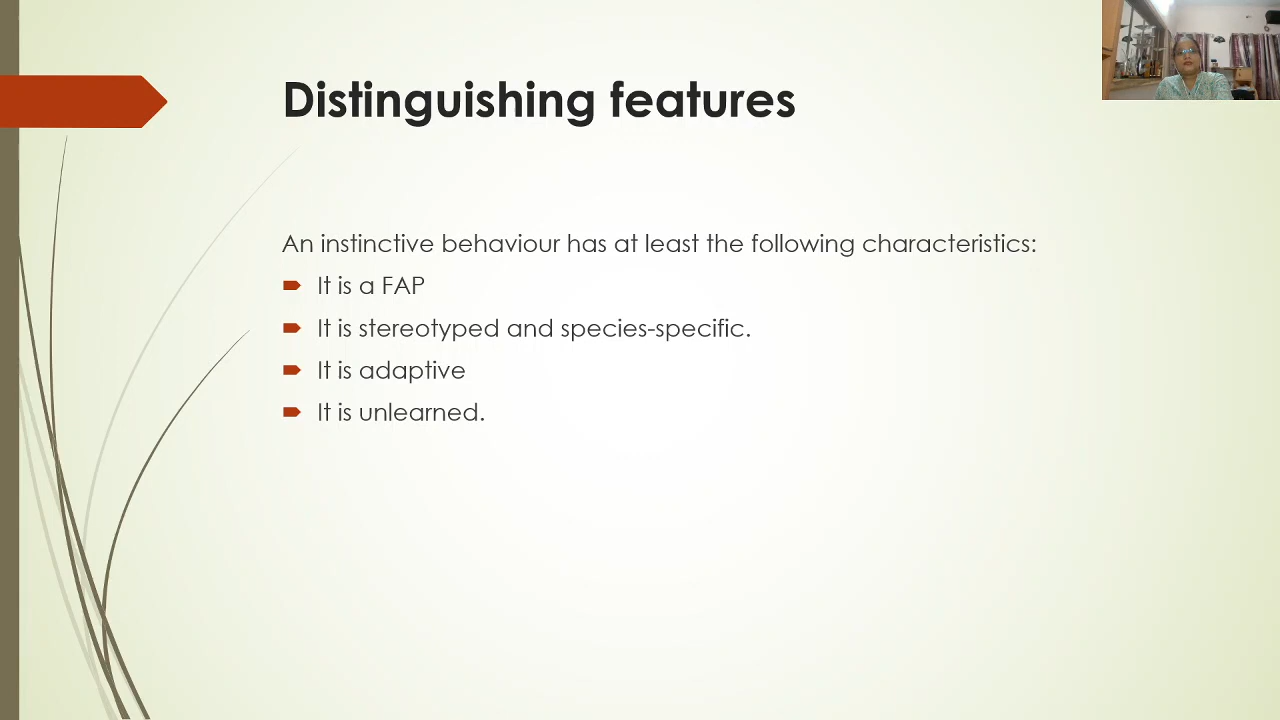 Distinguishing features
An instinctive behaviour has at least the following characteristics:
It is a FAP
It is stereotyped and species-specific.
It is adaptive
It is unlearned.